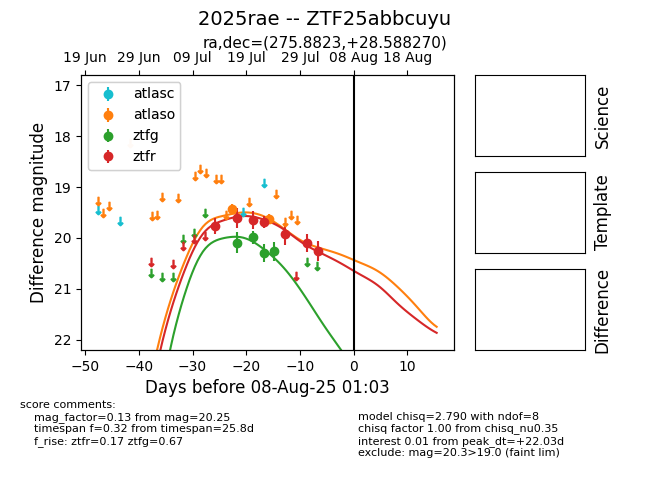 2025rae -- ZTF25abbcuyu
ra,dec=(275.8823,+28.588270)
19 Jun 29 Jun 09 Jul 19 Jul 29 Jul 08 Aug 18 Aug
atlasc
atlaso
ztfg
ztfr
17
18
19
20
21
22
Difference magnitude
−50 −40 −30 −20 −10 0 10
Days before 08-Aug-25 01:03
Science
Template
Difference
score comments:
mag_factor=0.13 from mag=20.25
timespan f=0.32 from timespan=25.8d
f_rise: ztfr=0.17 ztfg=0.67
model chisq=2.790 with ndof=8
chisq factor 1.00 from chisq_nu0.35
interest 0.01 from peak_dt=+22.03d
exclude: mag=20.3>19.0 (faint lim)